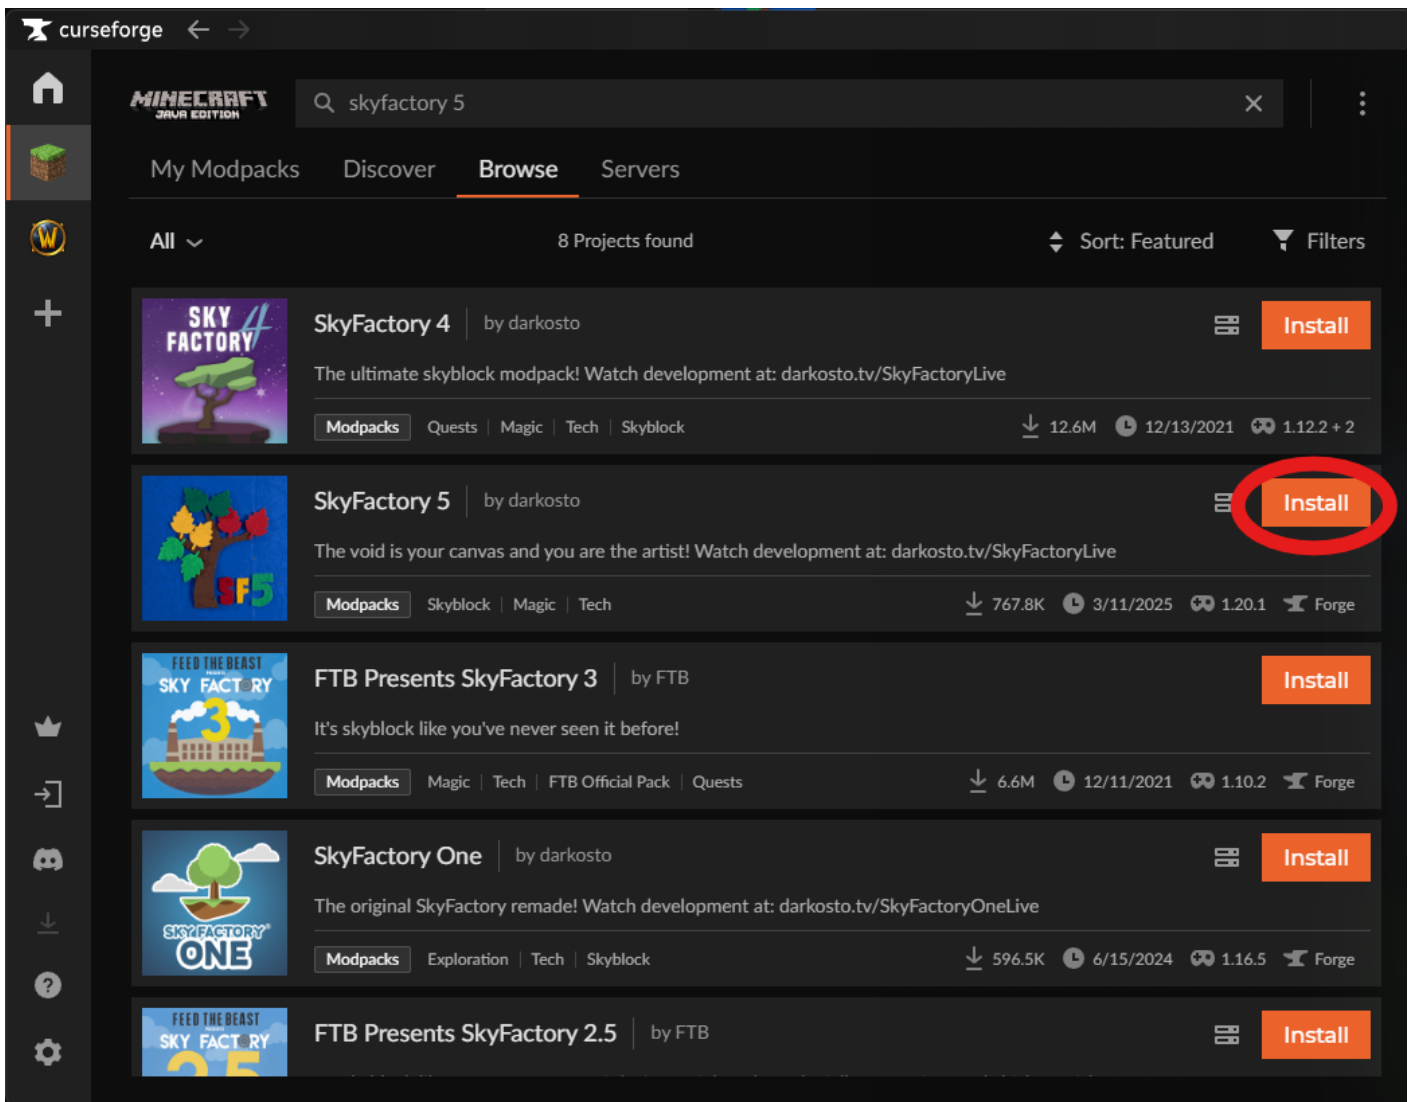 curseforge
MINECRAFT
JAVA EDITION
skyfactory 5
My Modpacks Discover Browse Servers
All 8 Projects found Sort: Featured Filters
SKY 4
FACTORY
SkyFactory 4 by darkosto Install
The ultimate skyblock modpack! Watch development at: darkosto.tv/SkyFactoryLive
Modpacks Quests Magic Tech Skyblock 12.6M 12/13/2021 1.12.2 + 2
SF5
SkyFactory 5 by darkosto Install
The void is your canvas and you are the artist! Watch development at: darkosto.tv/SkyFactoryLive
Modpacks Skyblock Magic Tech 767.8K 3/11/2025 1.20.1 Forge
FEED THE BEAST
SKY FACTORY
3
FTB Presents SkyFactory 3 by FTB Install
It's skyblock like you've never seen it before!
Modpacks Magic Tech FTB Official Pack Quests 6.6M 12/11/2021 1.10.2 Forge
SKYFACTORY
ONE
SkyFactory One by darkosto Install
The original SkyFactory remade! Watch development at: darkosto.tv/SkyFactoryOneLive
Modpacks Exploration Tech Skyblock 596.5K 6/15/2024 1.16.5 Forge
FEED THE BEAST
SKY FACTORY
2.5
FTB Presents SkyFactory 2.5 by FTB Install